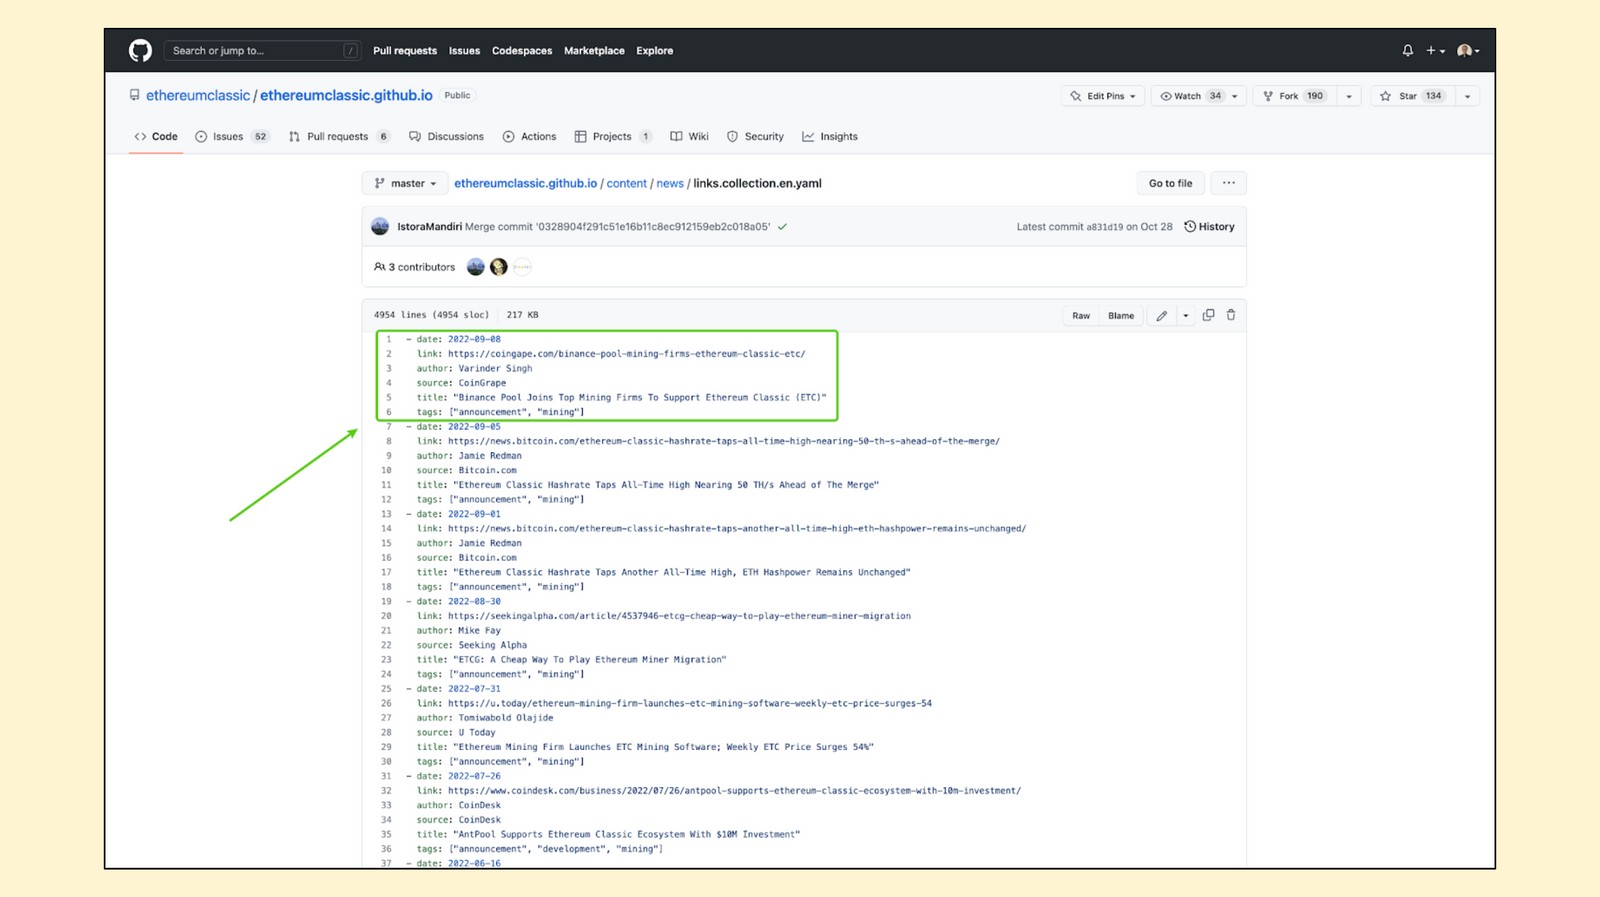 Search or jump to... /
Pull requests Issues Codespaces Marketplace Explore
ethereumclassic / ethereumclassic.github.io Public
Edit Pins Watch 34 Fork 190 Star 134
Code Issues 52 Pull requests 6 Discussions Actions Projects 1 Wiki Security Insights
master ethereumclassic.github.io / content / news / links.collection.en.yaml Go to file ...
IstoraMandiri Merge commit '0328904f291c51e16b11c8ec912159eb2c018a05' Latest commit a831d19 on Oct 28 History
3 contributors
4954 lines (4954 sloc) 217 KB Raw Blame
1 - date: 2022-09-08
2 link: https://coingape.com/binance-pool-mining-firms-ethereum-classic-etc/
3 author: Varinder Singh
4 source: CoinGrape
5 title: "Binance Pool Joins Top Mining Firms To Support Ethereum Classic (ETC)"
6 tags: ["announcement", "mining"]
7 - date: 2022-09-05
8 link: https://news.bitcoin.com/ethereum-classic-hashrate-taps-all-time-high-nearing-50-th-s-ahead-of-the-merge/
9 author: Jamie Redman
10 source: Bitcoin.com
11 title: "Ethereum Classic Hashrate Taps All-Time High Nearing 50 TH/s Ahead of The Merge"
12 tags: ["announcement", "mining"]
13 - date: 2022-09-01
14 link: https://news.bitcoin.com/ethereum-classic-hashrate-taps-another-all-time-high-eth-hashpower-remains-unchanged/
15 author: Jamie Redman
16 source: Bitcoin.com
17 title: "Ethereum Classic Hashrate Taps Another All-Time High, ETH Hashpower Remains Unchanged"
18 tags: ["announcement", "mining"]
19 - date: 2022-08-30
20 link: https://seekingalpha.com/article/4537946-etcg-cheap-way-to-play-ethereum-miner-migration
21 author: Mike Fay
22 source: Seeking Alpha
23 title: "ETCG: A Cheap Way To Play Ethereum Miner Migration"
24 tags: ["announcement", "mining"]
25 - date: 2022-07-31
26 link: https://u.today/ethereum-mining-firm-launches-etc-mining-software-weekly-etc-price-surges-54
27 author: Tomiwabold Olajide
28 source: U Today
29 title: "Ethereum Mining Firm Launches ETC Mining Software; Weekly ETC Price Surges 54%"
30 tags: ["announcement", "mining"]
31 - date: 2022-07-26
32 link: https://www.coindesk.com/business/2022/07/26/antpool-supports-ethereum-classic-ecosystem-with-10m-investment/
33 author: CoinDesk
34 source: CoinDesk
35 title: "AntPool Supports Ethereum Classic Ecosystem With $10M Investment"
36 tags: ["announcement", "development", "mining"]
37 - date: 2022-06-16